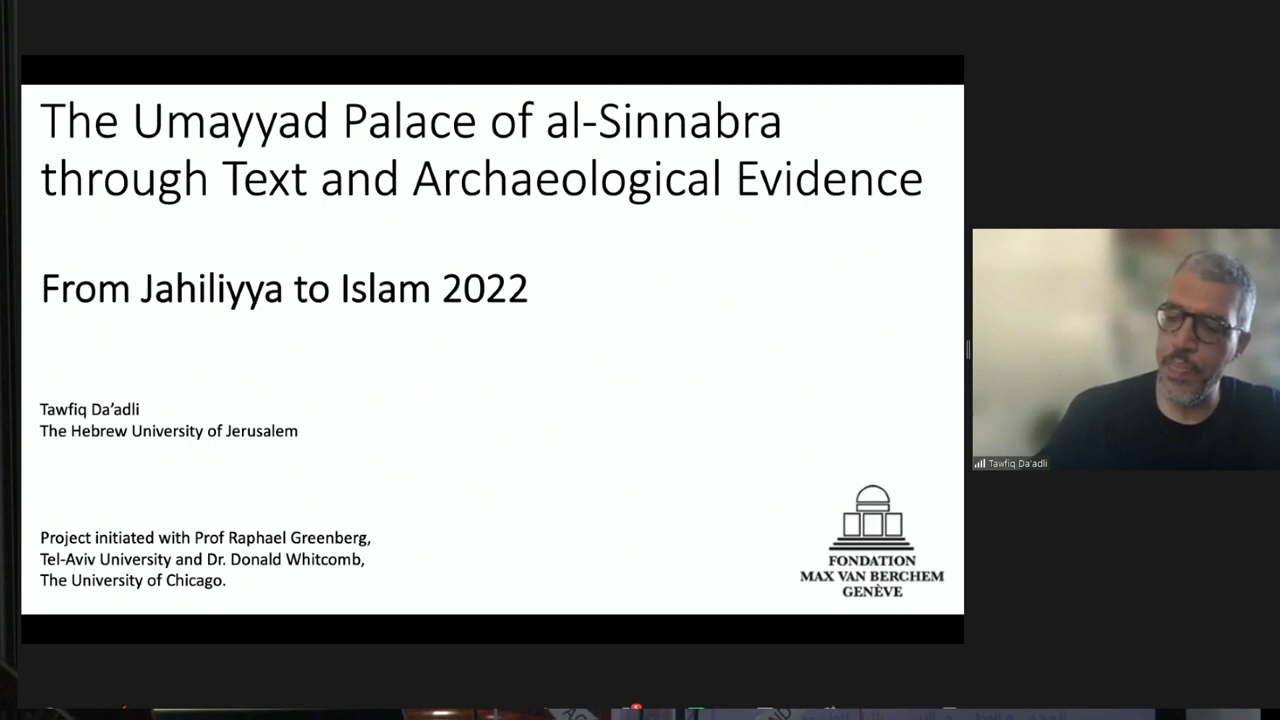 The Umayyad Palace of al-Sinnabra
through Text and Archaeological Evidence
From Jahiliyya to Islam 2022
Tawfiq Da’adli
The Hebrew University of Jerusalem
Project initiated with Prof Raphael Greenberg,
Tel-Aviv University and Dr. Donald Whitcomb,
The University of Chicago.
FONDATION
MAX VAN BERCHEM
GENÈVE
Tawfiq Da'adli